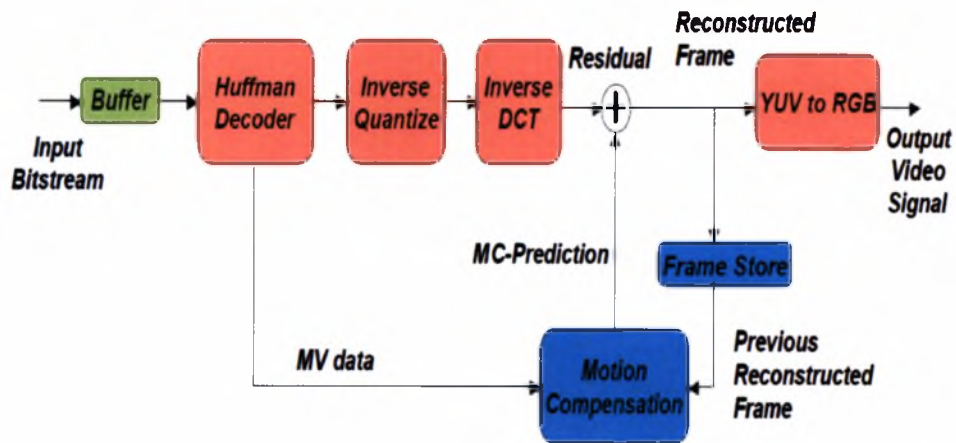 Reconstructed
Frame
Residual
Buffer
Huffman
Decoder
Inverse
Quantize
Inverse
DCT
+
YUV to RGB
Input
Bitstream
Output
Video
Signal
MC-Prediction
Frame Store
MV data
Motion
Compensation
Previous
Reconstructed
Frame